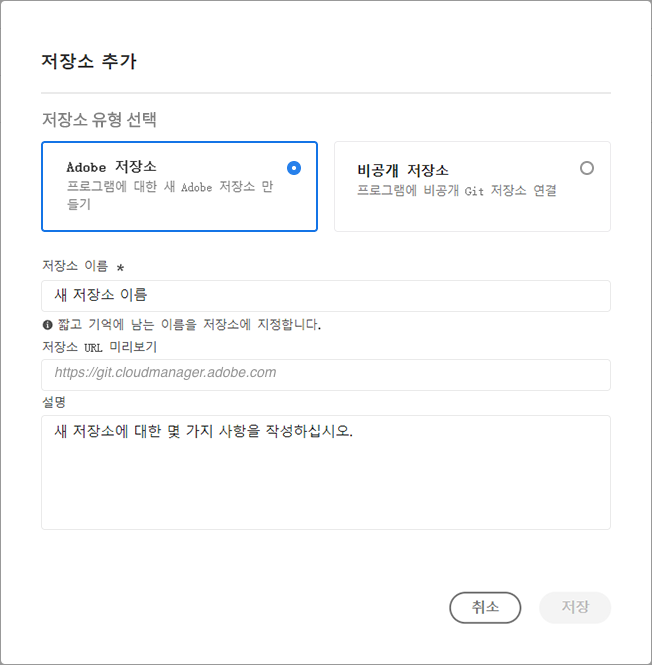 저장소 추가
저장소 유형 선택
Adobe 저장소
프로그램에 대한 새 Adobe 저장소 만
들기
비공개 저장소
프로그램에 비공개 Git 저장소 연결
저장소 이름 *
새 저장소 이름
짧고 기억에 남는 이름을 저장소에 지정합니다.
저장소 URL 미리보기
https://git.cloudmanager.adobe.com
설명
새 저장소에 대한 몇 가지 사항을 작성하십시오.
취소
저장